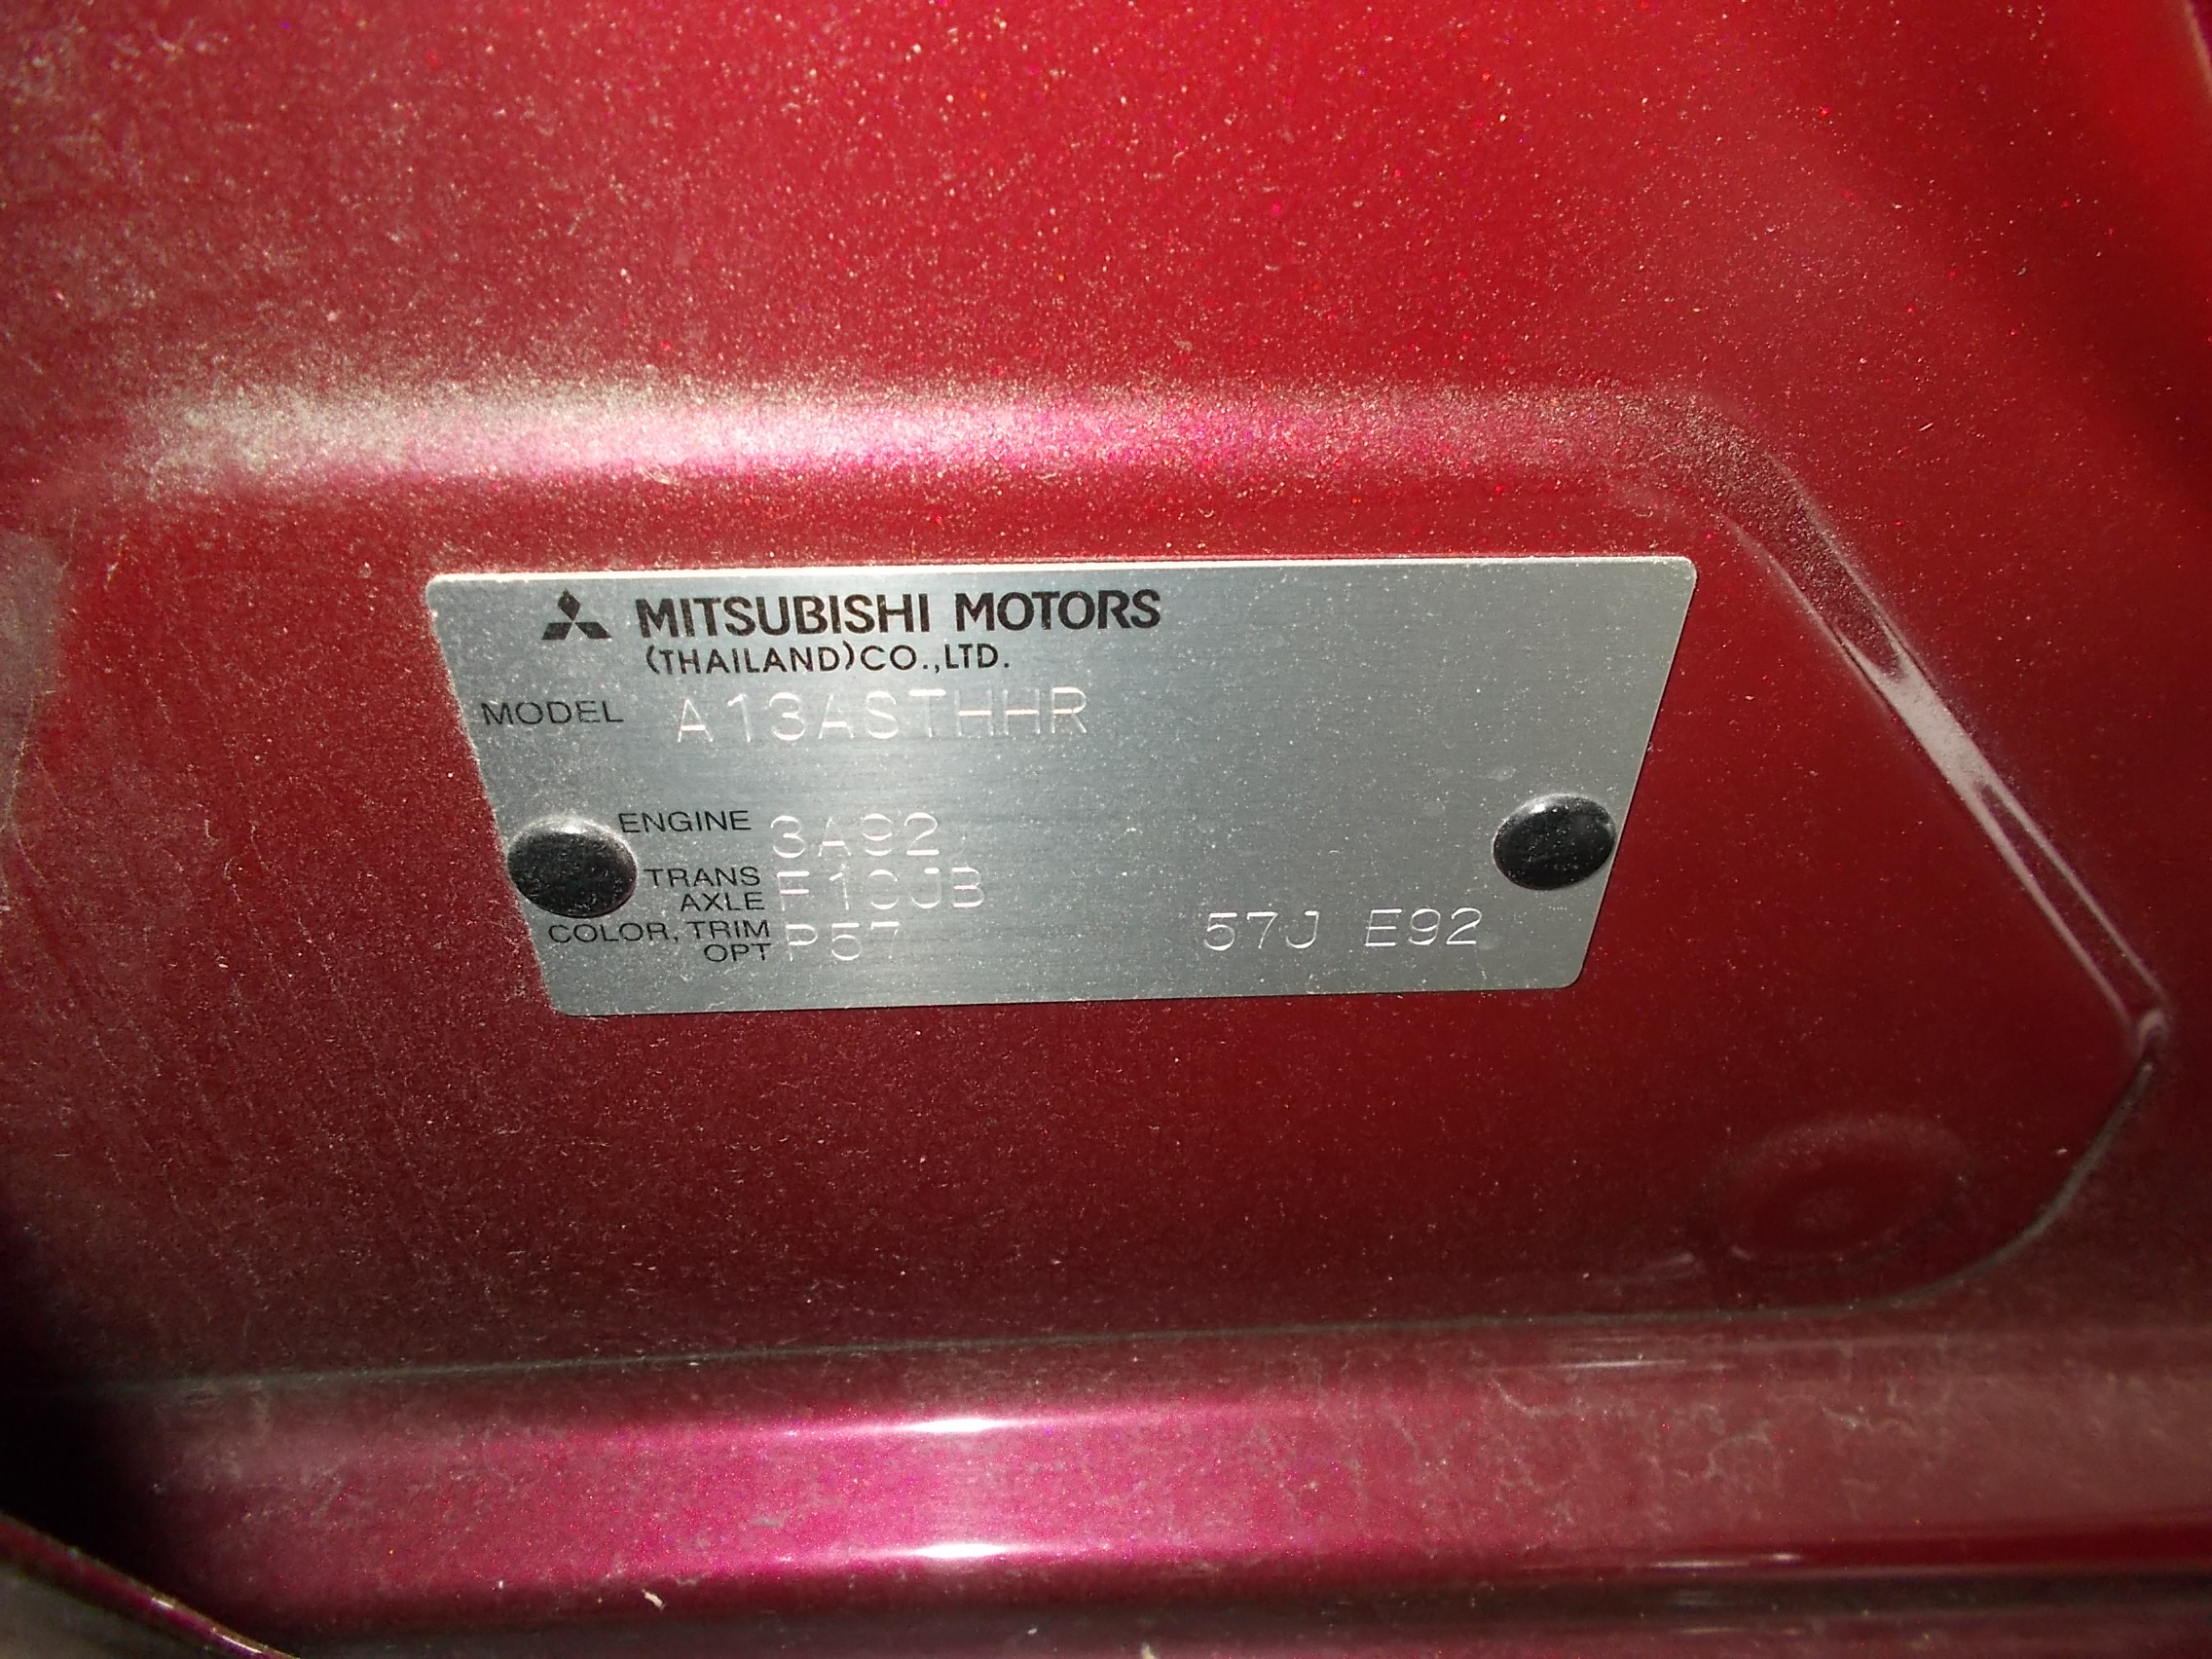 MITSUBISHI MOTORS
(THAILAND)CO.,LTD.
MODEL A13ASTHHR
ENGINE 3A92
TRANS AXLE F1CJB
COLOR, TRIM OPT P57 57J E92